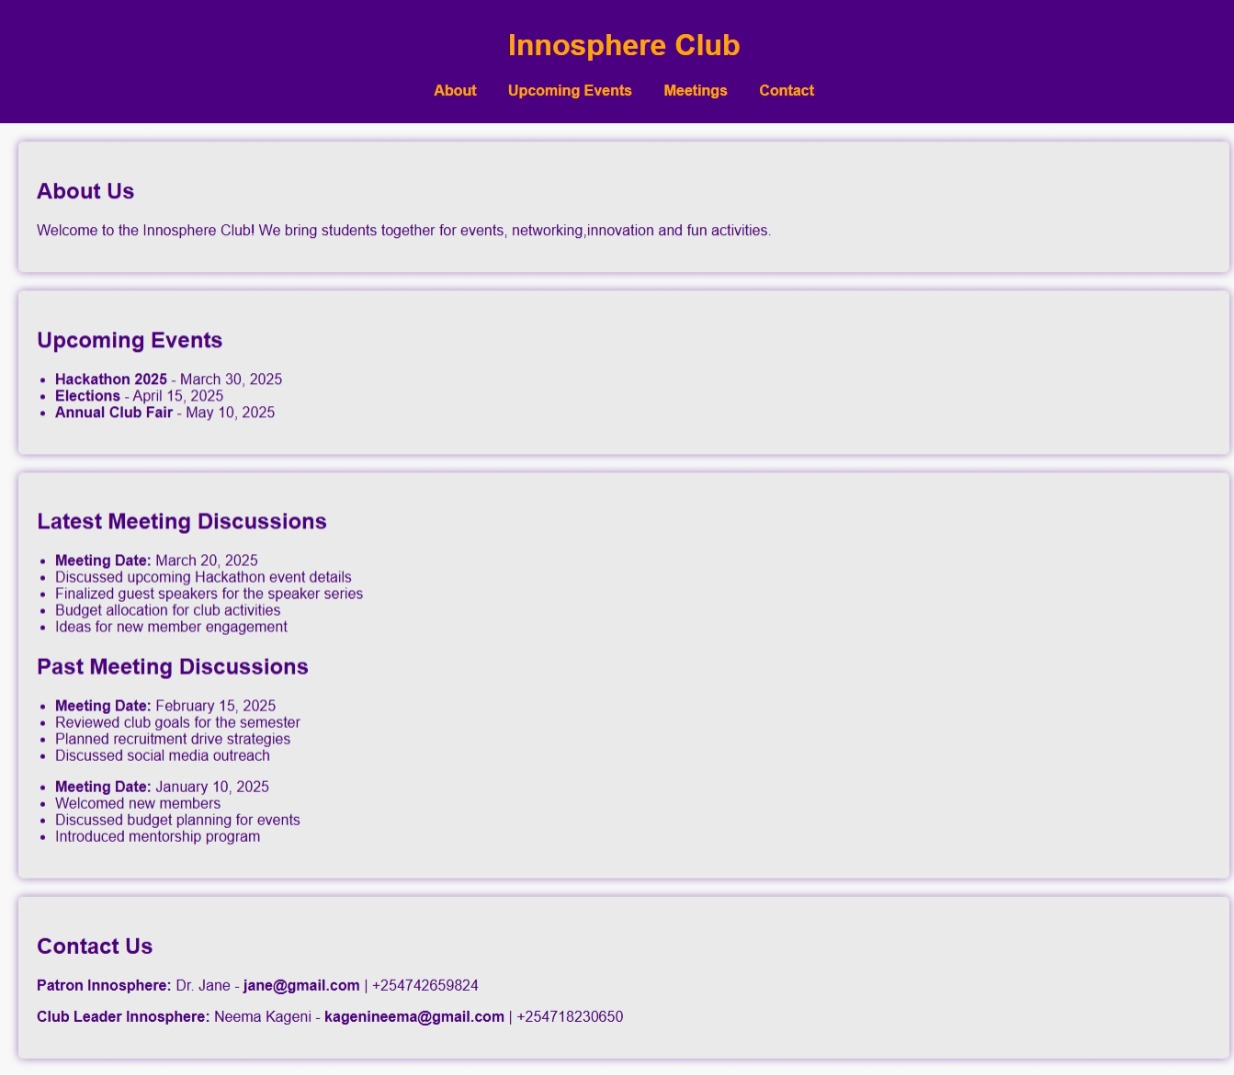 Innosphere Club
About Upcoming Events Meetings Contact
About Us
Welcome to the Innosphere Club! We bring students together for events, networking,innovation and fun activities.
Upcoming Events
• Hackathon 2025 - March 30, 2025
• Elections - April 15, 2025
• Annual Club Fair - May 10, 2025
Latest Meeting Discussions
• Meeting Date: March 20, 2025
• Discussed upcoming Hackathon event details
• Finalized guest speakers for the speaker series
• Budget allocation for club activities
• Ideas for new member engagement
Past Meeting Discussions
• Meeting Date: February 15, 2025
• Reviewed club goals for the semester
• Planned recruitment drive strategies
• Discussed social media outreach
• Meeting Date: January 10, 2025
• Welcomed new members
• Discussed budget planning for events
• Introduced mentorship program
Contact Us
Patron Innosphere: Dr. Jane - jane@gmail.com | +254742659824
Club Leader Innosphere: Neema Kageni - kagenineema@gmail.com | +254718230650